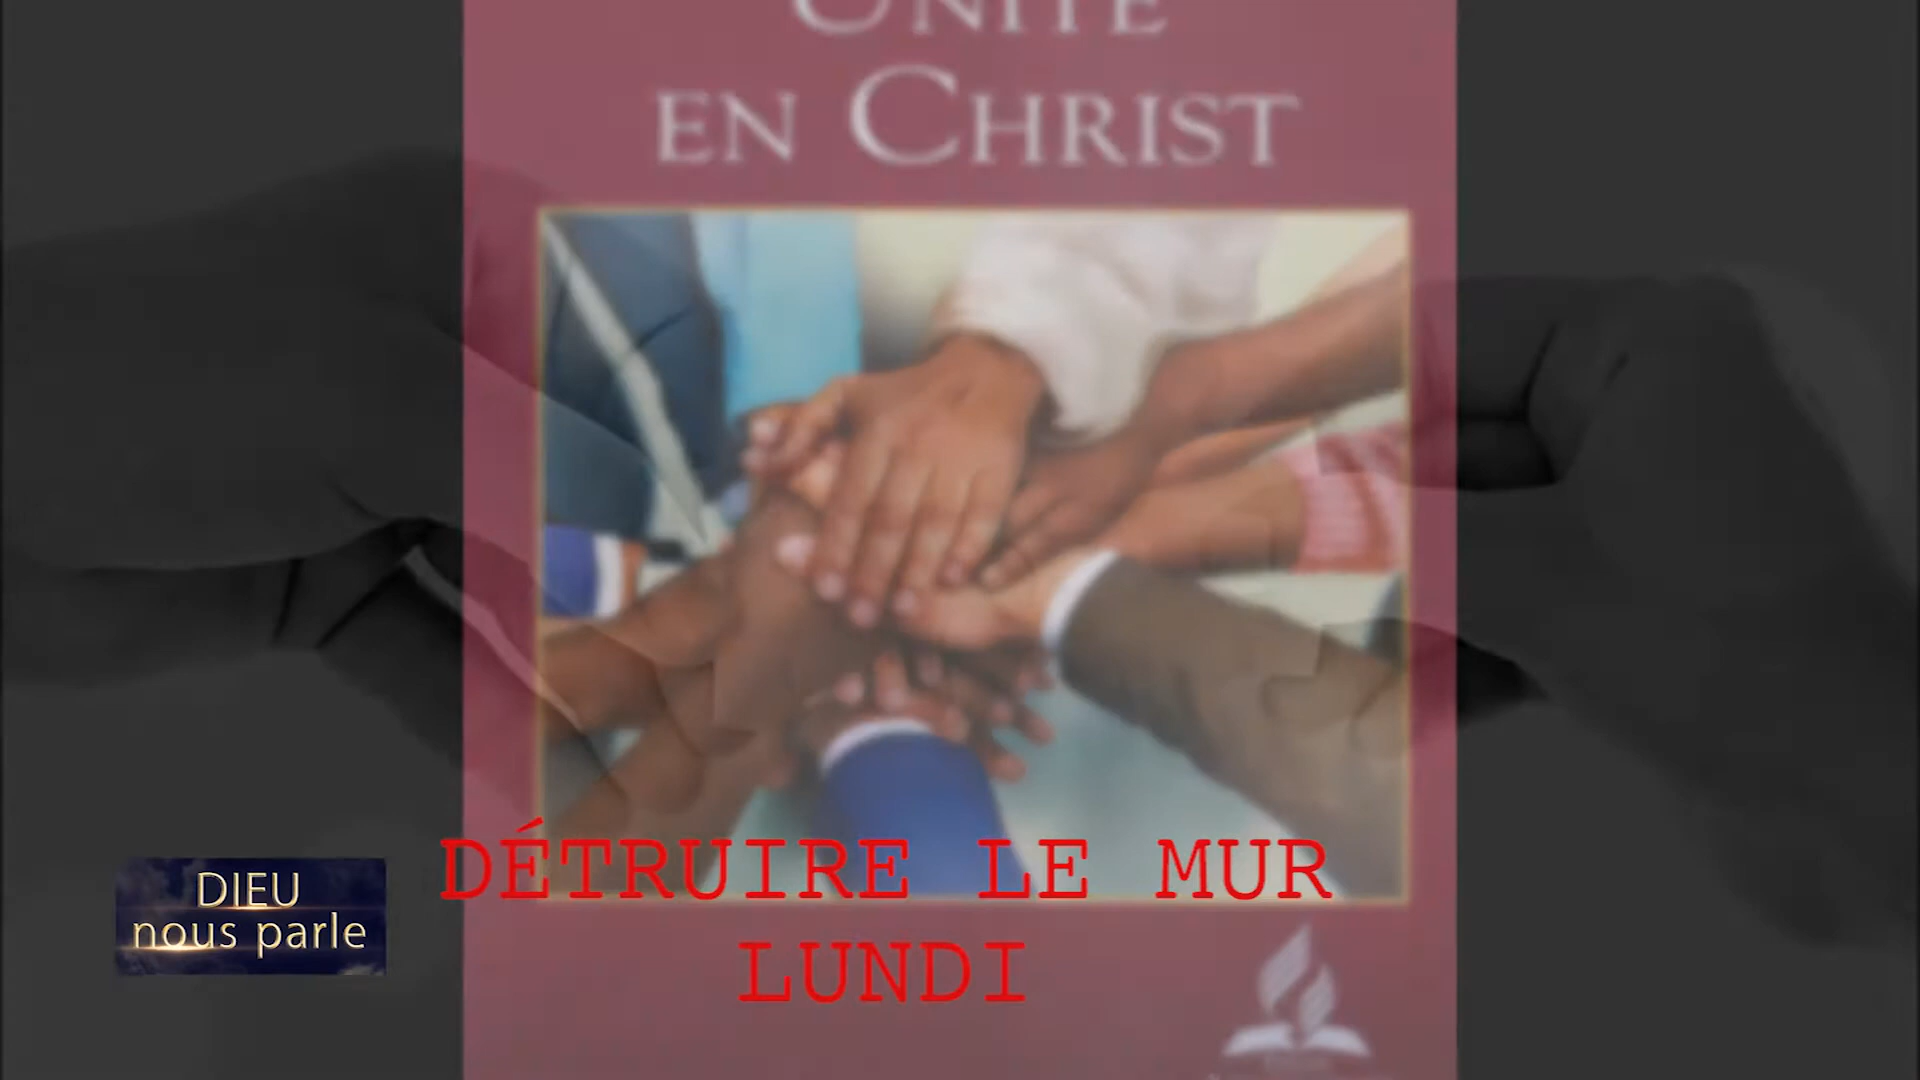 UNITÉ
EN CHRIST
DÉTRUIRE LE MUR
LUNDI
DIEU
nous parle